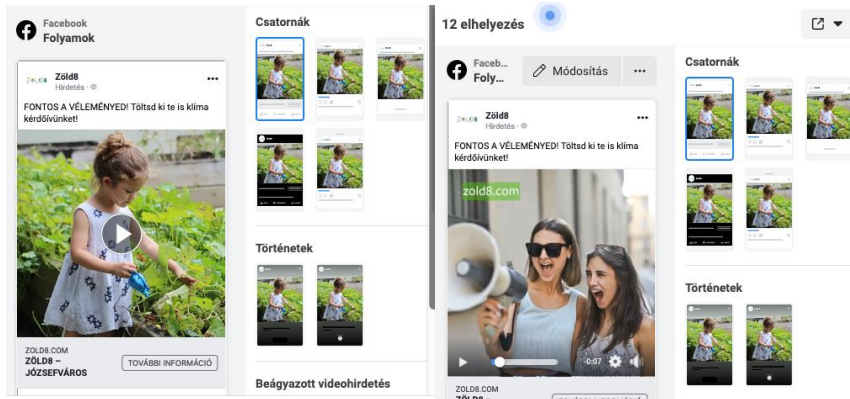 Facebook
Folyamok
ZÖLD8
Zöld8
Hirdetés ·
FONTOS A VÉLEMÉNYED! Töltsd ki te is klíma
kérdőívünket!
ZOLD8.COM
ZÖLD8 –
JÓZSEFVÁROS
TOVÁBBI INFORMÁCIÓ
Csatornák
Történetek
Beágyazott videohirdetés
12 elhelyezés
Faceb...
Foly...
Módosítás
ZÖLD8
Zöld8
Hirdetés ·
FONTOS A VÉLEMÉNYED! Töltsd ki te is klíma
kérdőívünket!
zold8.com
-0:07
ZOLD8.COM
Csatornák
Történetek